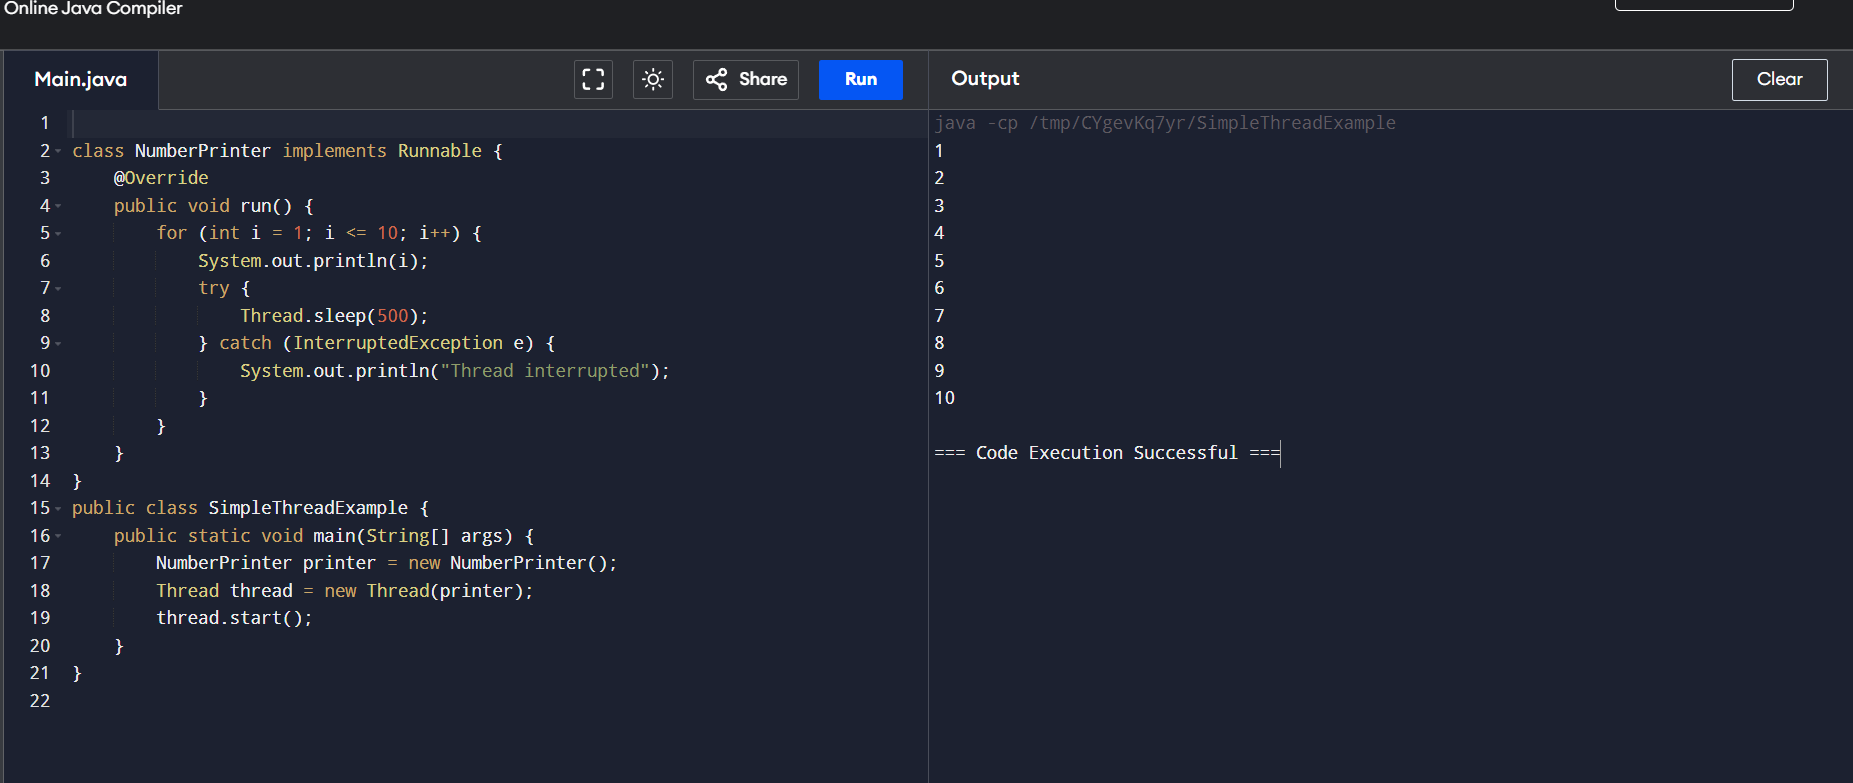 Online Java Compiler
Main.java
Share
Run
Output
Clear
1
2 class NumberPrinter implements Runnable {
3     @Override
4     public void run() {
5         for (int i = 1; i <= 10; i++) {
6             System.out.println(i);
7             try {
8                 Thread.sleep(500);
9             } catch (InterruptedException e) {
10                 System.out.println("Thread interrupted");
11             }
12         }
13     }
14 }
15 public class SimpleThreadExample {
16     public static void main(String[] args) {
17         NumberPrinter printer = new NumberPrinter();
18         Thread thread = new Thread(printer);
19         thread.start();
20     }
21 }
22
java -cp /tmp/CYgevKq7yr/SimpleThreadExample
1
2
3
4
5
6
7
8
9
10
=== Code Execution Successful ===